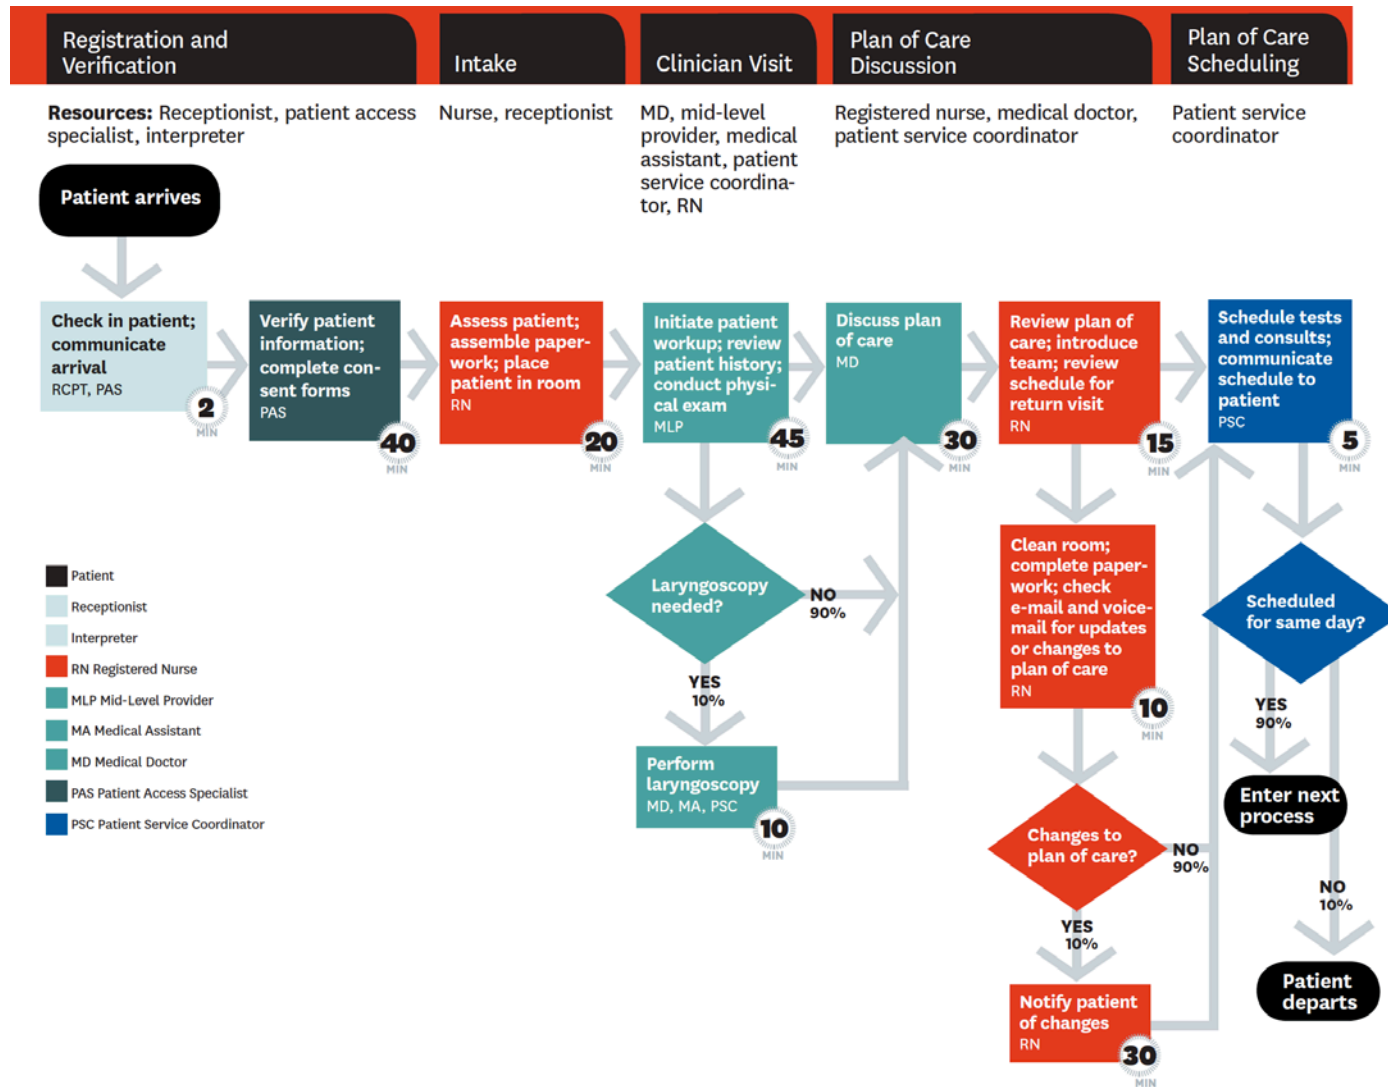 Registration and
Verification
Intake
Clinician Visit
Plan of Care
Discussion
Plan of Care
Scheduling
Resources: Receptionist, patient access
specialist, interpreter
Nurse, receptionist
MD, mid-level
provider, medical
assistant, patient
service coordina-
tor, RN
Registered nurse, medical doctor,
patient service coordinator
Patient service
coordinator
Patient arrives
Check in patient;
communicate
arrival
RCPT, PAS
2
MIN
Verify patient
information;
complete con-
sent forms
PAS
40
MIN
Assess patient;
assemble paper-
work; place
patient in room
RN
20
MIN
Initiate patient
workup; review
patient history;
conduct physi-
cal exam
MLP
45
MIN
Discuss plan
of care
MD
30
MIN
Review plan of
care; introduce
team; review
schedule for
return visit
RN
15
MIN
Schedule tests
and consults;
communicate
schedule to
patient
PSC
5
MIN
Laryngoscopy
needed?
NO
90%
YES
10%
Perform
laryngoscopy
MD, MA, PSC
10
MIN
Clean room;
complete paper-
work; check
e-mail and voice-
mail for updates
or changes to
plan of care
RN
10
MIN
Changes to
plan of care?
NO
90%
YES
10%
Notify patient
of changes
RN
30
MIN
Scheduled
for same day?
YES
90%
Enter next
process
NO
10%
Patient
departs
Patient
Receptionist
Interpreter
RN Registered Nurse
MLP Mid-Level Provider
MA Medical Assistant
MD Medical Doctor
PAS Patient Access Specialist
PSC Patient Service Coordinator